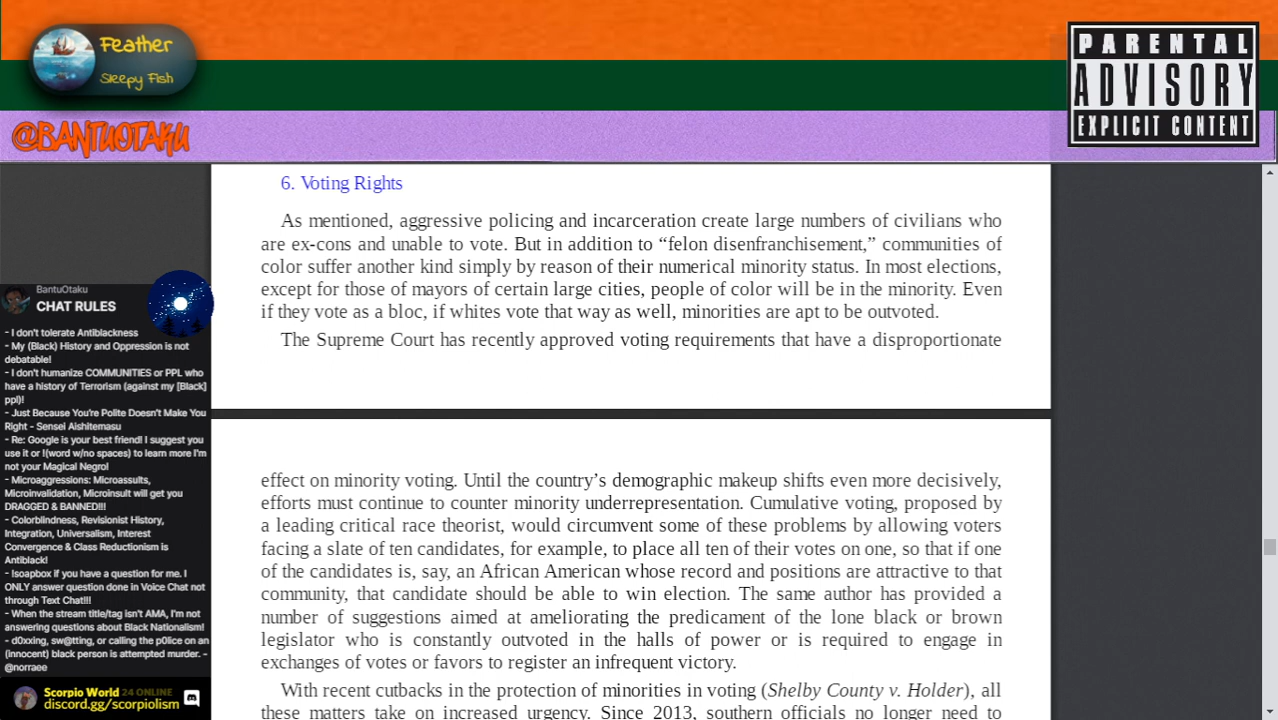 Feather
Sleepy Fish
PARENTAL
ADVISORY
EXPLICIT CONTENT
@BANTUOTAKU
BantuOtaku
CHAT RULES
- I don't tolerate Antiblackness
- My (Black) History and Oppression is not
debatable!
- I don't humanize COMMUNITIES or PPL who
have a history of Terrorism (against my [Black]
ppl)!
- Just Because You're Polite Doesn't Make You
Right - Sensei Aishitemasu
- Re: Google is your best friend! I suggest you
use it or !(word w/no spaces) to learn more I'm
not your Magical Negro!
- Microaggressions: Microassults,
Microinvalidation, Microinsult will get you
DRAGGED & BANNED!!!
- Colorblindness, Revisionist History,
Integration, Universalism, Interest
Convergence & Class Reductionism is
Antiblack!
- !soapbox if you have a question for me. I
ONLY answer question done in Voice Chat not
through Text Chat!!!
- When the stream title/tag isn't AMA, I'm not
answering questions about Black Nationalism!
- d0xxing, sw@tting, or calling the p0lice on an
(innocent) black person is attempted murder. -
@norraee
Scorpio World 24 ONLINE
discord.gg/scorpiolism
6. Voting Rights
As mentioned, aggressive policing and incarceration create large numbers of civilians who
are ex-cons and unable to vote. But in addition to “felon disenfranchisement,” communities of
color suffer another kind simply by reason of their numerical minority status. In most elections,
except for those of mayors of certain large cities, people of color will be in the minority. Even
if they vote as a bloc, if whites vote that way as well, minorities are apt to be outvoted.
The Supreme Court has recently approved voting requirements that have a disproportionate
effect on minority voting. Until the country’s demographic makeup shifts even more decisively,
efforts must continue to counter minority underrepresentation. Cumulative voting, proposed by
a leading critical race theorist, would circumvent some of these problems by allowing voters
facing a slate of ten candidates, for example, to place all ten of their votes on one, so that if one
of the candidates is, say, an African American whose record and positions are attractive to that
community, that candidate should be able to win election. The same author has provided a
number of suggestions aimed at ameliorating the predicament of the lone black or brown
legislator who is constantly outvoted in the halls of power or is required to engage in
exchanges of votes or favors to register an infrequent victory.
With recent cutbacks in the protection of minorities in voting (Shelby County v. Holder), all
these matters take on increased urgency. Since 2013, southern officials no longer need to